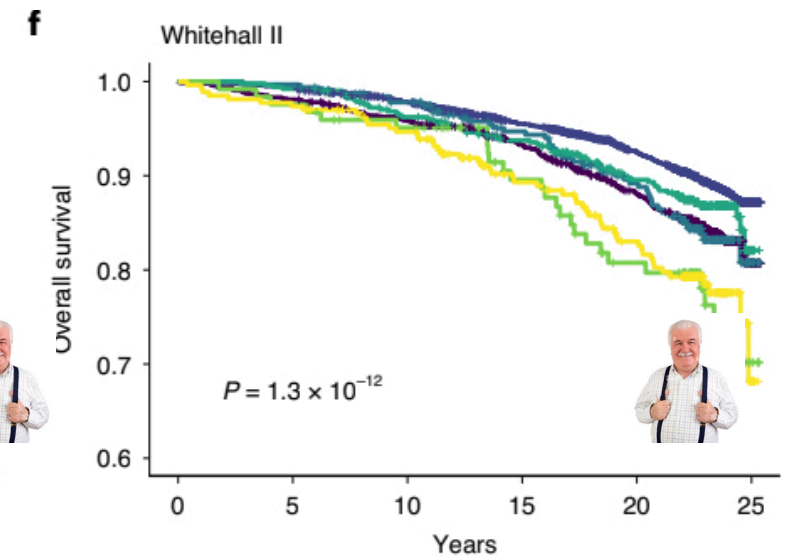 f
Whitehall II
1.0
0.9
0.8
0.7
0.6
Overall survival
P = 1.3 × 10⁻¹²
0 5 10 15 20 25
Years